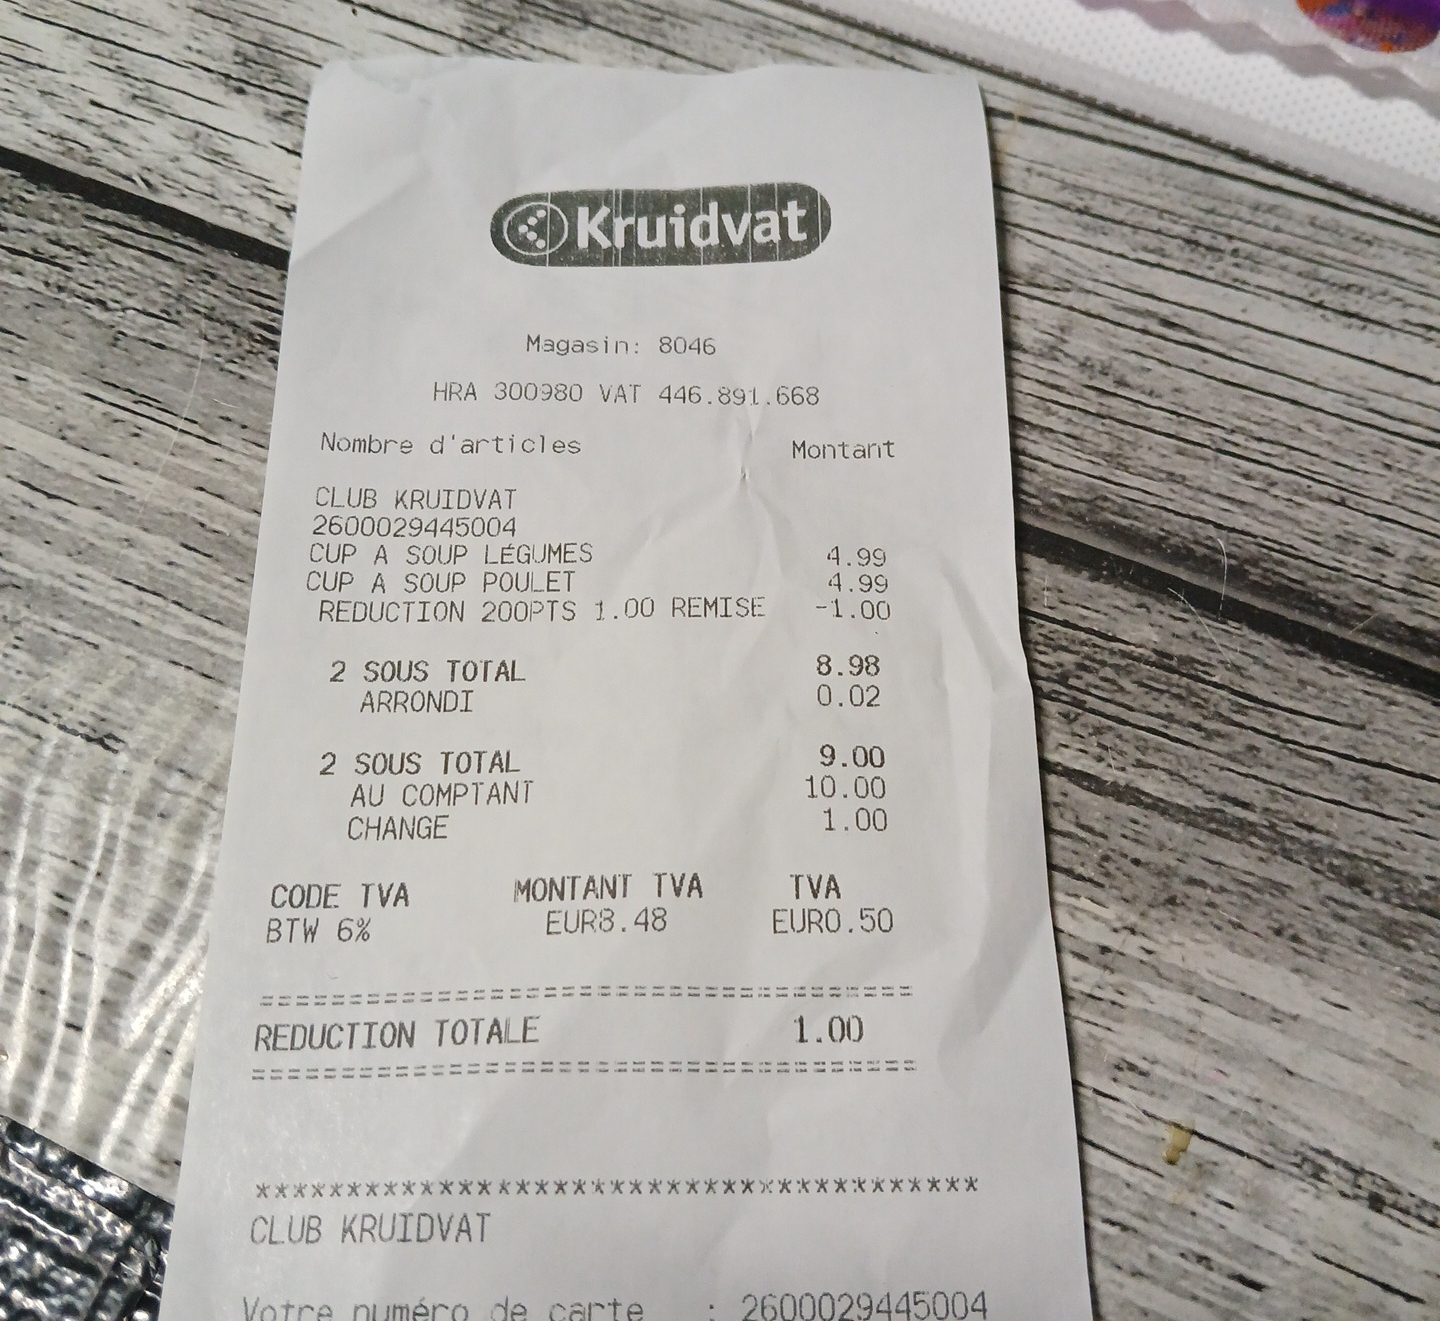 Kruidvat
Magasin: 8046
HRA 300980 VAT 446.891.668
Nombre d'articles Montant
CLUB KRUIDVAT
2600029445004
CUP A SOUP LÉGUMES 4.99
CUP A SOUP POULET 4.99
REDUCTION 200PTS 1.00 REMISE -1.00
2 SOUS TOTAL 8.98
ARRONDI 0.02
2 SOUS TOTAL 9.00
AU COMPTANT 10.00
CHANGE 1.00
CODE TVA MONTANT TVA TVA
BTW 6% EUR8.48 EUR0.50
====================================
REDUCTION TOTALE 1.00
====================================
****************************************
CLUB KRUIDVAT
Votre numéro de carte : 2600029445004